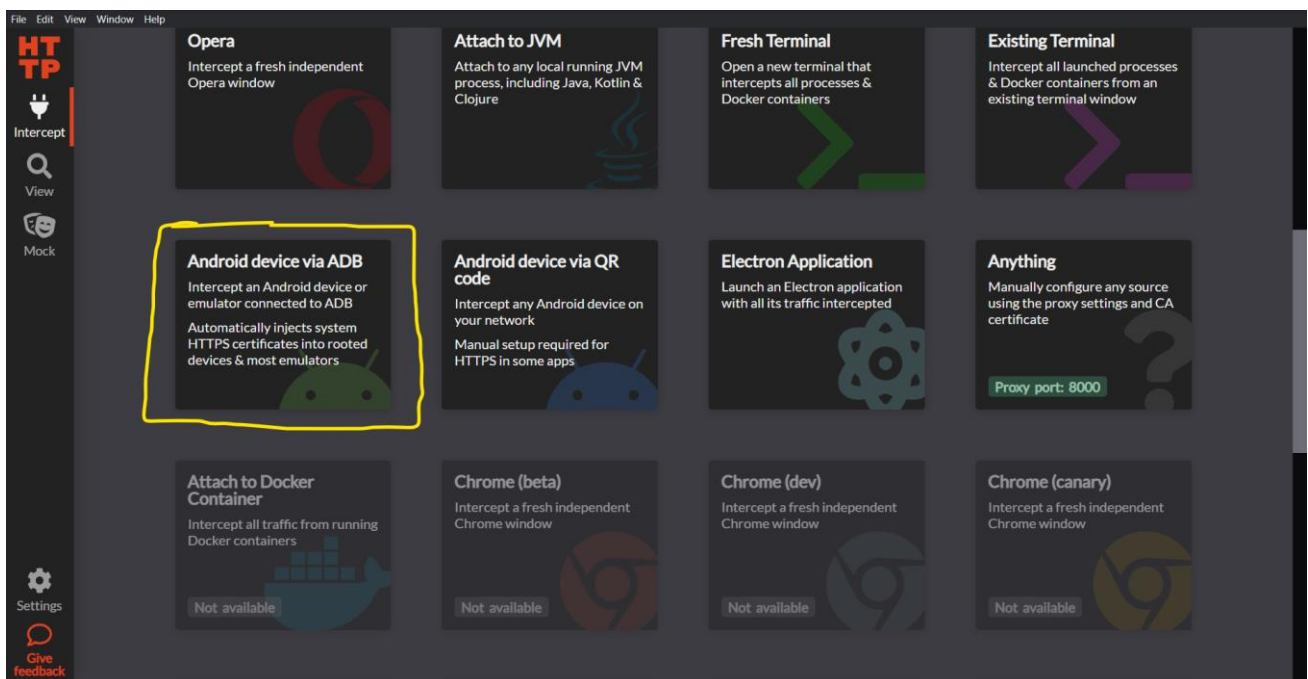 File Edit View Window Help
HT
TP
Intercept
View
Mock
Settings
Give
feedback
Opera
Intercept a fresh independent
Opera window
Attach to JVM
Attach to any local running JVM
process, including Java, Kotlin &
Clojure
Fresh Terminal
Open a new terminal that
intercepts all processes &
Docker containers
Existing Terminal
Intercept all launched processes
& Docker containers from an
existing terminal window
Android device via ADB
Intercept an Android device or
emulator connected to ADB
Automatically injects system
HTTPS certificates into rooted
devices & most emulators
Android device via QR
code
Intercept any Android device on
your network
Manual setup required for
HTTPS in some apps
Electron Application
Launch an Electron application
with all its traffic intercepted
Anything
Manually configure any source
using the proxy settings and CA
certificate
Proxy port: 8000
Attach to Docker
Container
Intercept all traffic from running
Docker containers
Not available
Chrome (beta)
Intercept a fresh independent
Chrome window
Not available
Chrome (dev)
Intercept a fresh independent
Chrome window
Not available
Chrome (canary)
Intercept a fresh independent
Chrome window
Not available